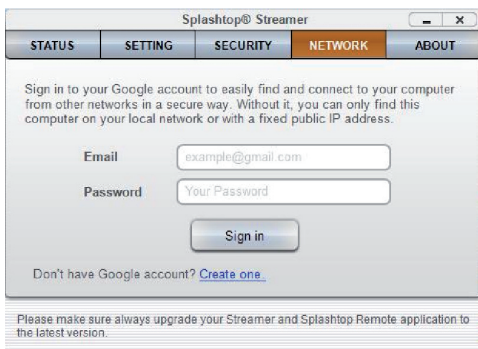 Splashtop® Streamer
STATUS SETTING SECURITY NETWORK ABOUT
Sign in to your Google account to easily find and connect to your computer
from other networks in a secure way. Without it, you can only find this
computer on your local network or with a fixed public IP address.
Email example@gmail.com
Password Your Password
Sign in
Don't have Google account? Create one.
Please make sure always upgrade your Streamer and Splashtop Remote application to
the latest version.